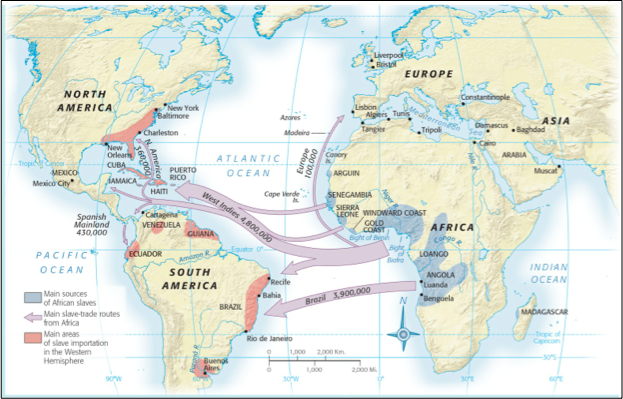 Liverpool
Bristol
EUROPE
NORTH
AMERICA
New York
Baltimore
Charleston
New
Orleans
N. America
560,000
Azores
Madeira
Lisbon
Algiers
Tunis
Tangier
Tripoli
Constantinople
Mediterranean Sea
Damascus
Baghdad
Cairo
ASIA
ARABIA
Muscat
Tropic of Cancer
MEXICO
Mexico City
CUBA
JAMAICA
HAITI
PUERTO
RICO
ATLANTIC
OCEAN
Europe
100,000
Canary
Is.
ARGUIN
Cape Verde
Is.
SENEGAMBIA
SIERRA
LEONE
WINDWARD COAST
GOLD
COAST
Niger R.
Nile R.
AFRICA
Bight of Benin
Bight
of
Biafra
Congo R.
LOANGO
ANGOLA
Luanda
Benguela
West Indies 4,800,000
Spanish
Mainland
430,000
Cartagena
VENEZUELA
GUIANA
ECUADOR
Amazon R.
Equator 0°
PACIFIC
OCEAN
SOUTH
AMERICA
BRAZIL
Recife
Bahia
Brazil 3,900,000
Rio de Janeiro
Buenos
Aires
Paraná R.
INDIAN
OCEAN
MADAGASCAR
Tropic of
Capricorn
30°S
N
Main sources
of African slaves
Main slave-trade routes
from Africa
Main areas
of slave importation
in the Western
Hemisphere
0 1,000 2,000 Km.
0 1,000 2,000 Mi.
90°W
60°W
30°W
0°
30°E
60°E